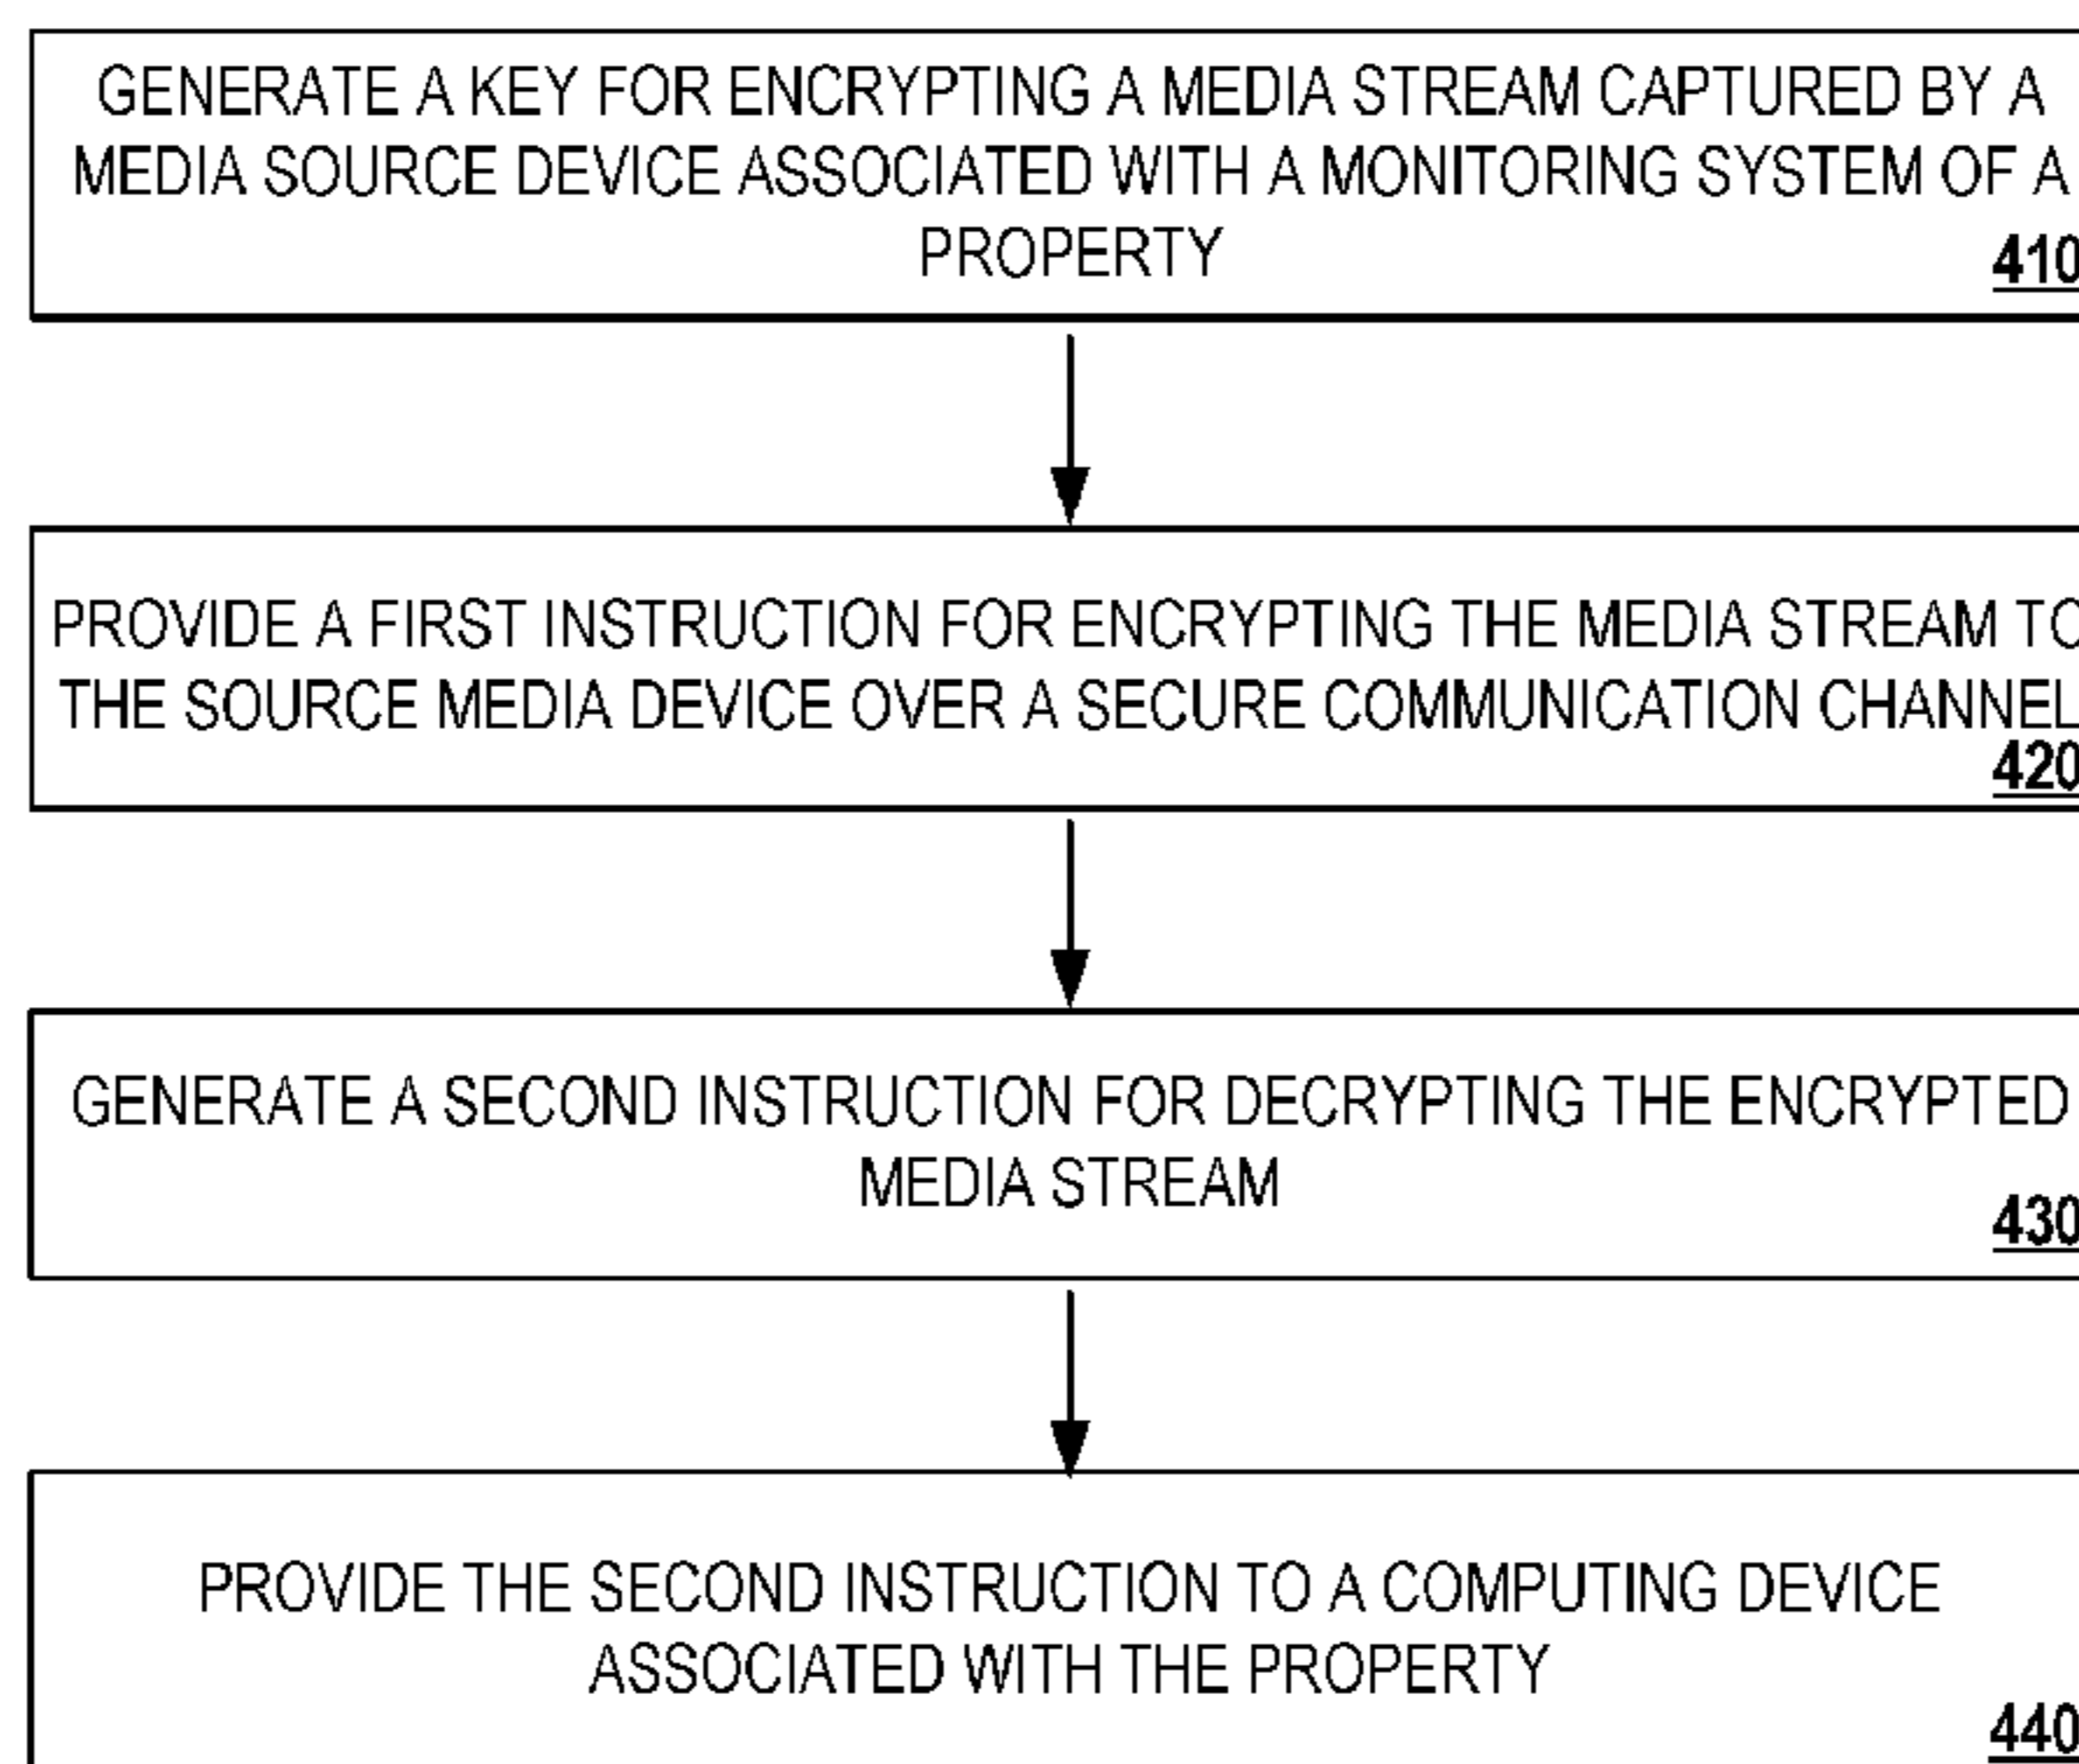 GENERATE A KEY FOR ENCRYPTING A MEDIA STREAM CAPTURED BY A
MEDIA SOURCE DEVICE ASSOCIATED WITH A MONITORING SYSTEM OF A
PROPERTY
410
PROVIDE A FIRST INSTRUCTION FOR ENCRYPTING THE MEDIA STREAM TO
THE SOURCE MEDIA DEVICE OVER A SECURE COMMUNICATION CHANNEL
420
GENERATE A SECOND INSTRUCTION FOR DECRYPTING THE ENCRYPTED
MEDIA STREAM
430
PROVIDE THE SECOND INSTRUCTION TO A COMPUTING DEVICE
ASSOCIATED WITH THE PROPERTY
440